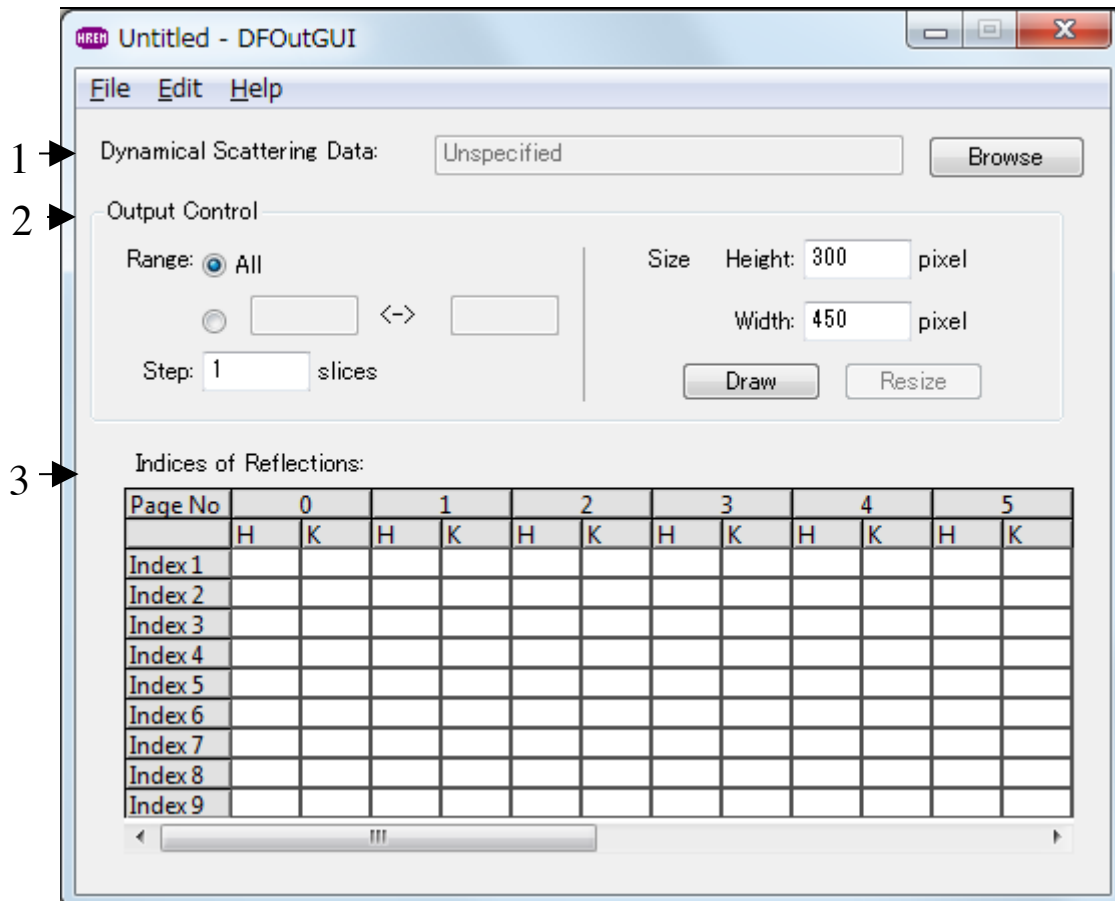 HREM Untitled - DFOutGUI
File Edit Help
1 Dynamical Scattering Data: Unspecified Browse
2 Output Control
Range: All Size Height: 300 pixel
<-> Width: 450 pixel
Step: 1 slices Draw Resize
3 Indices of Reflections:
Page No 0 1 2 3 4 5
H K H K H K H K H K H K
Index 1
Index 2
Index 3
Index 4
Index 5
Index 6
Index 7
Index 8
Index 9